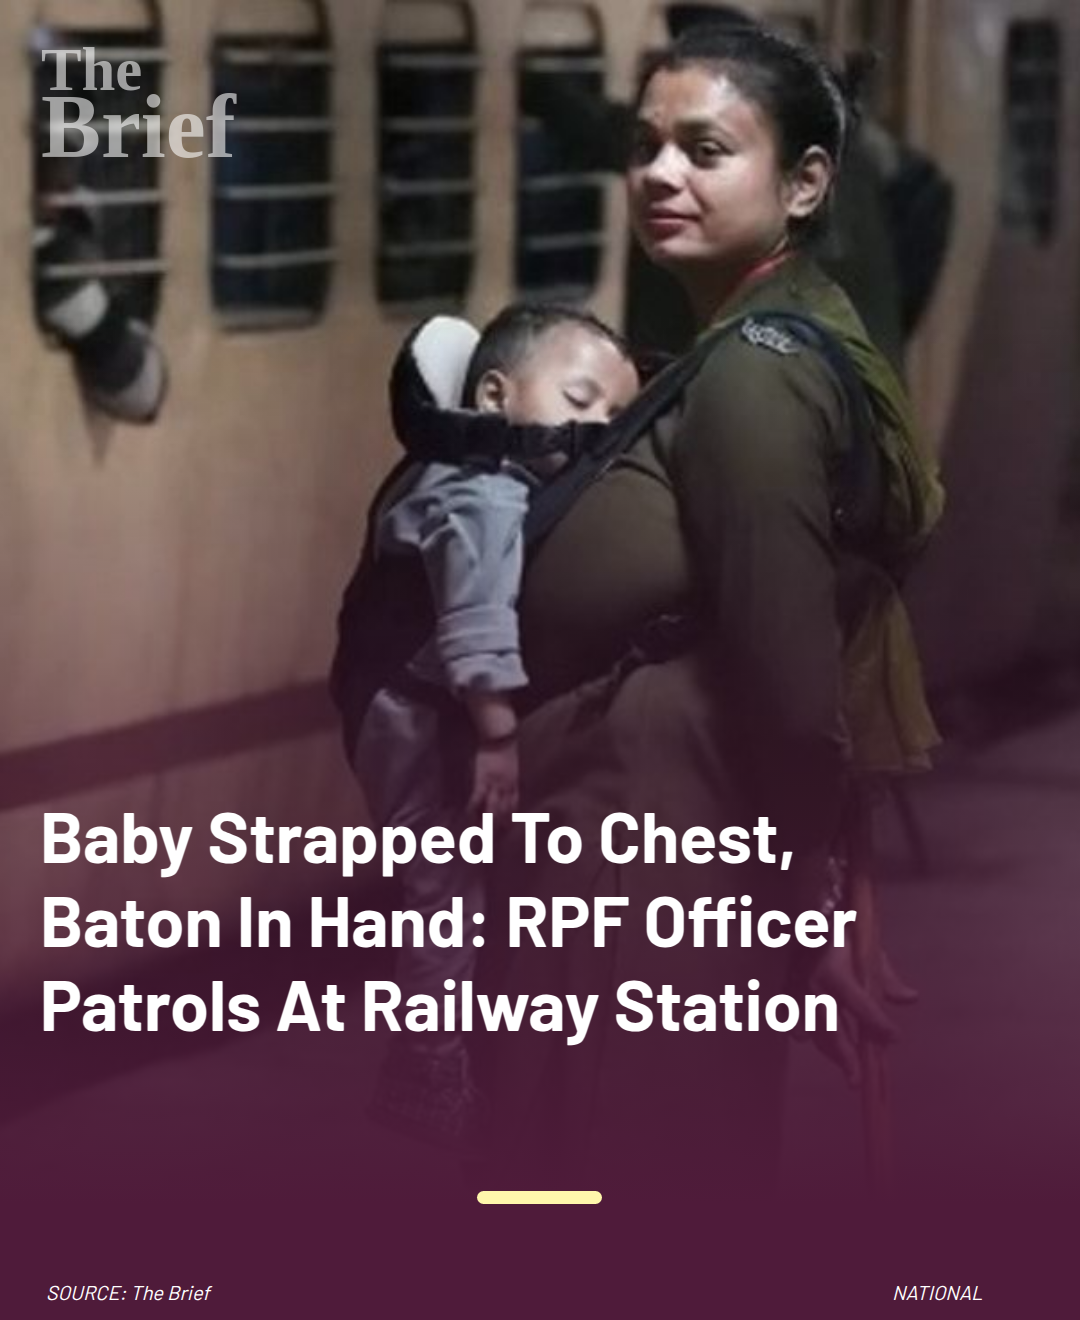 The
Brief
Baby Strapped To Chest,
Baton In Hand: RPF Officer
Patrols At Railway Station
SOURCE: The Brief
NATIONAL